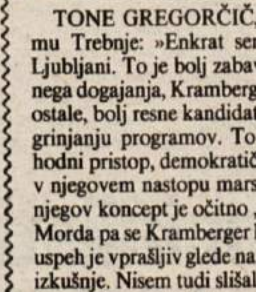 TONE GREGORČIČ,
mu Trebnje: »Enkrat sem
Ljubljani. To je bolj zabav
nega dogajanja, Kramberg
ostale, bolj resne kandidat
grinjanju programov. To
hodni pristop, demokratič
v njegovem nastopu mars
njegov koncept je očitno
Morda pa se Kramberger
uspeh je vprašljiv glede na
izkušnje. Nisem tudi slišal